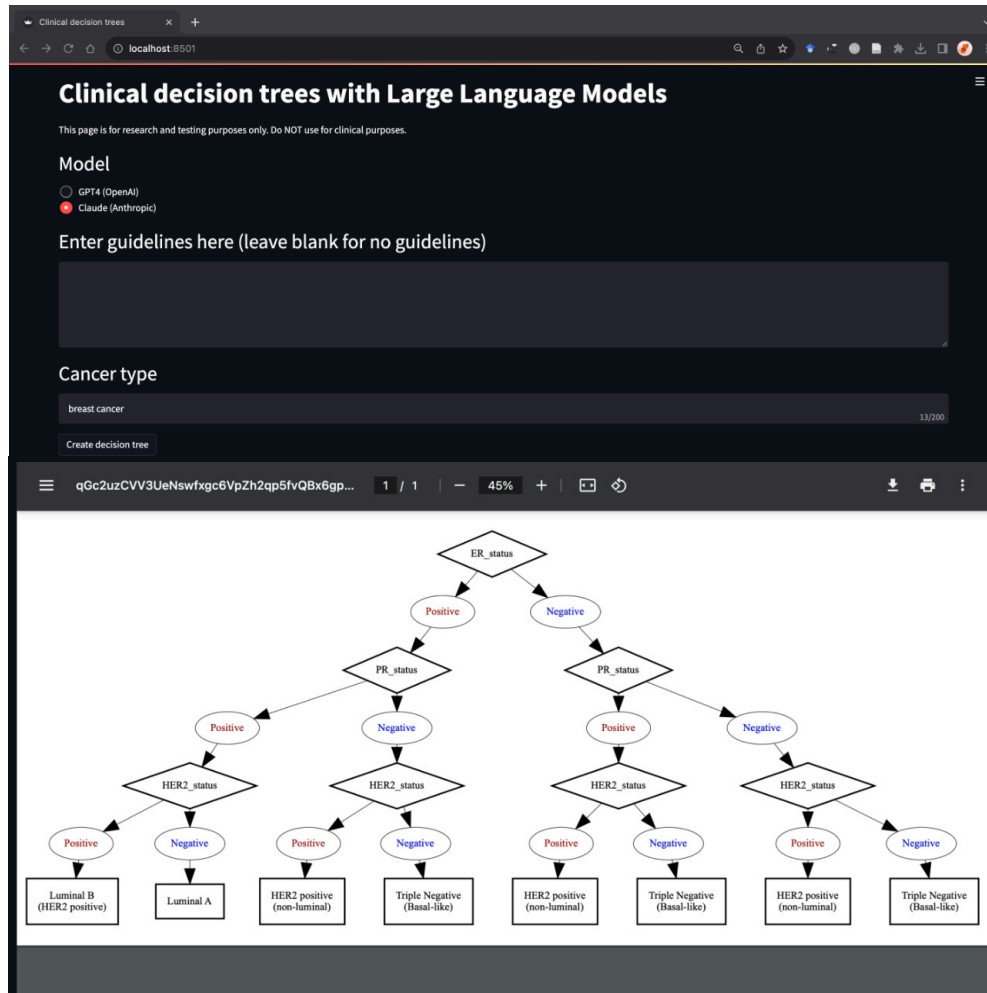 Clinical decision trees
localhost:8501
Clinical decision trees with Large Language Models
This page is for research and testing purposes only. Do NOT use for clinical purposes.
Model
GPT4 (OpenAI)
Claude (Anthropic)
Enter guidelines here (leave blank for no guidelines)
Cancer type
breast cancer
13/200
Create decision tree
qGc2uzCVV3UeNswfxgc6VpZh2qp5fvQBx6gp... 1 / 1 45%
ER_status
Positive Negative
PR_status PR_status
Positive Negative Positive Negative
HER2_status HER2_status HER2_status HER2_status
Positive Negative Positive Negative Positive Negative Positive Negative
Luminal B Luminal A HER2 positive Triple Negative HER2 positive Triple Negative HER2 positive Triple Negative
(HER2 positive) (non-luminal) (Basal-like) (non-luminal) (Basal-like) (non-luminal) (Basal-like)